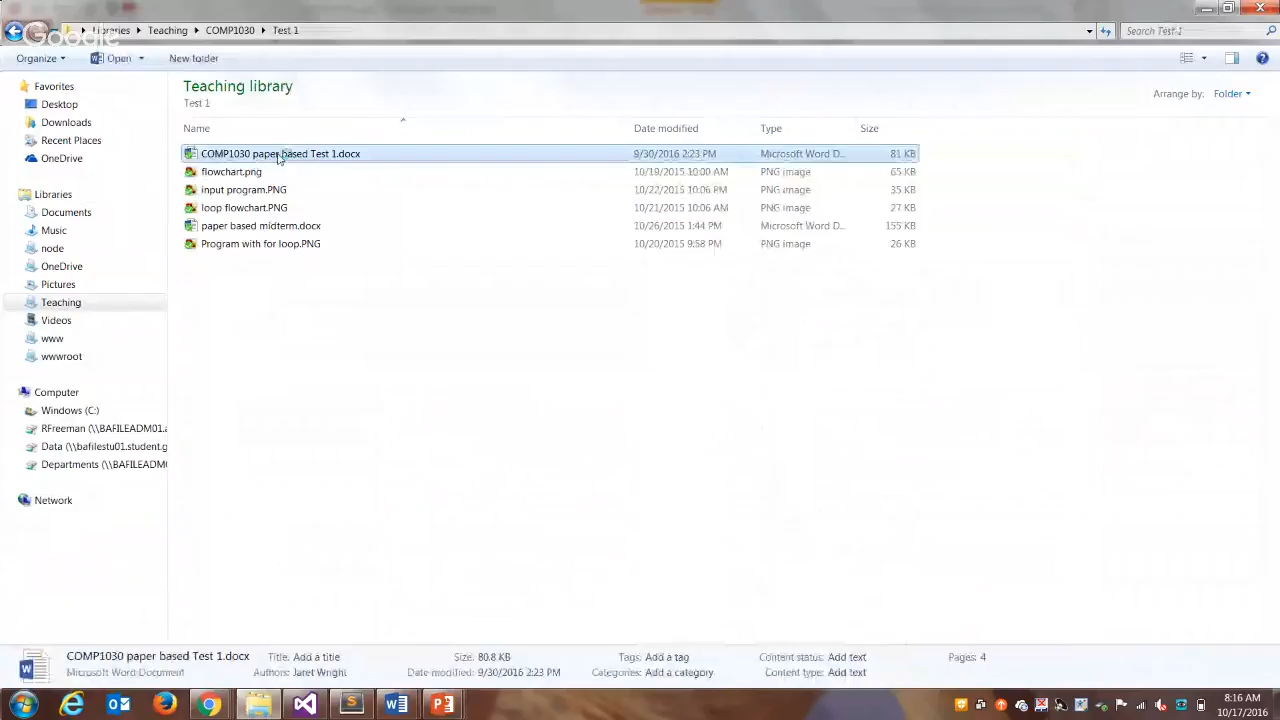 Libraries ▸ Teaching ▸ COMP1030 ▸ Test 1
Search Test 1
Google
Organize Open New folder
Teaching library
Test 1
Arrange by: Folder
Name Date modified Type Size
COMP1030 paper based Test 1.docx 9/30/2016 2:23 PM Microsoft Word D... 81 KB
flowchart.png 10/19/2015 10:00 AM PNG image 65 KB
input program.PNG 10/22/2015 10:06 PM PNG image 35 KB
loop flowchart.PNG 10/21/2015 10:06 AM PNG image 27 KB
paper based midterm.docx 10/26/2015 1:44 PM Microsoft Word D... 155 KB
Program with for loop.PNG 10/20/2015 9:58 PM PNG image 26 KB
Favorites
Desktop
Downloads
Recent Places
OneDrive
Libraries
Documents
Music
node
OneDrive
Pictures
Teaching
Videos
www
wwwroot
Computer
Windows (C:)
RFreeman (\\BAFILEADM01.a
Data (\\bafilestu01.student.g
Departments (\\BAFILEADM0
Network
COMP1030 paper based Test 1.docx Title: Add a title Size: 80.8 KB Tags: Add a tag Content status: Add text Pages: 4
Microsoft Word Document Authors: Janet Wright Date modified: 9/30/2016 2:23 PM Categories: Add a category Content type: Add text
8:16 AM
10/17/2016